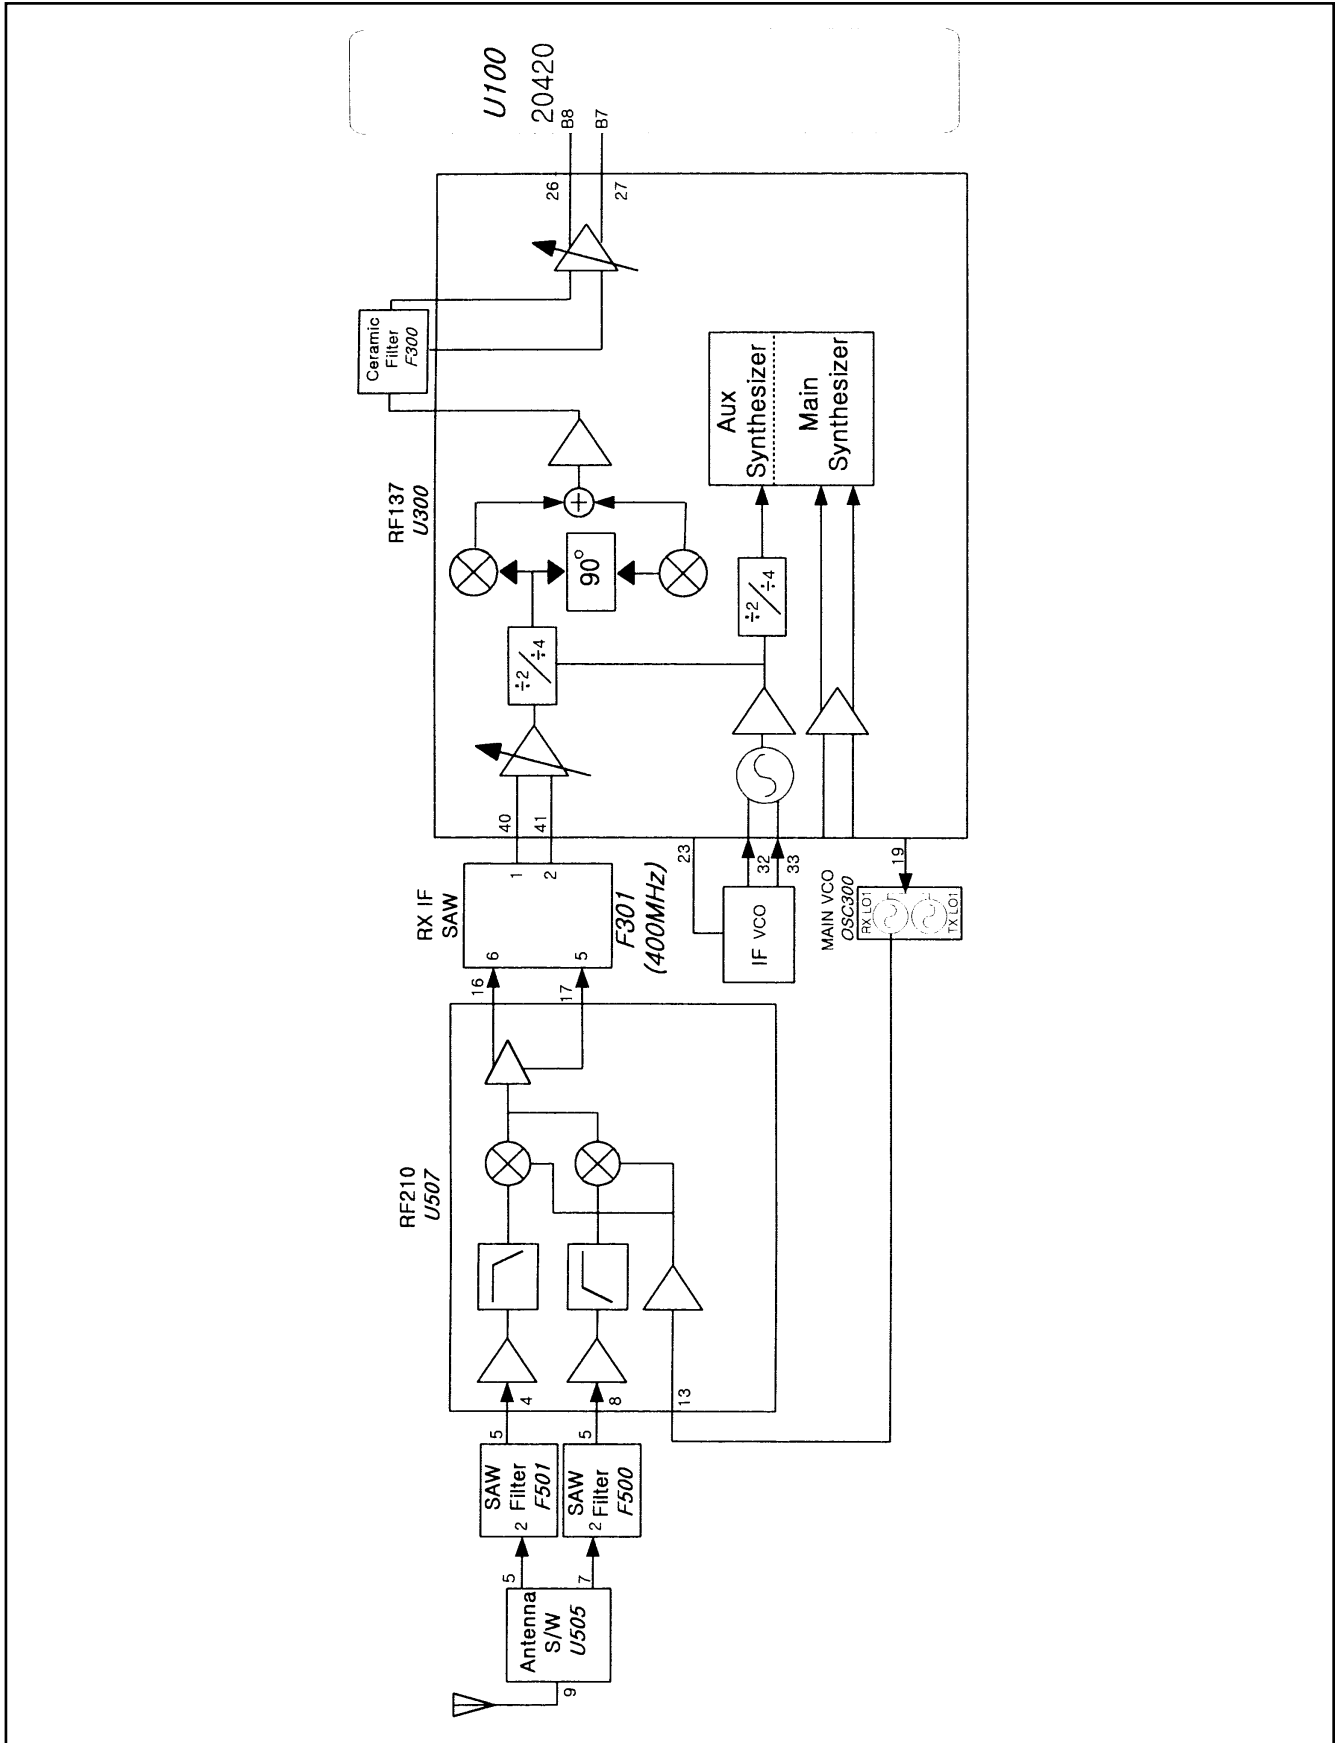 Antenna
S/W
U505
9
5
7
SAW
Filter
F501
2
5
SAW
Filter
F500
2
5
RF210
U507
4
8
13
16
17
RX IF
SAW
6
5
1
2
F301
(400MHz)
IF VCO
MAIN VCO
OSC300
RX LO1
TX LO1
RF137
U300
40
41
23
32
33
19
÷2/÷4
90°
÷2/÷4
Aux
Synthesizer
Main
Synthesizer
Ceramic
Filter
F300
26
27
U100
20420
B8
B7